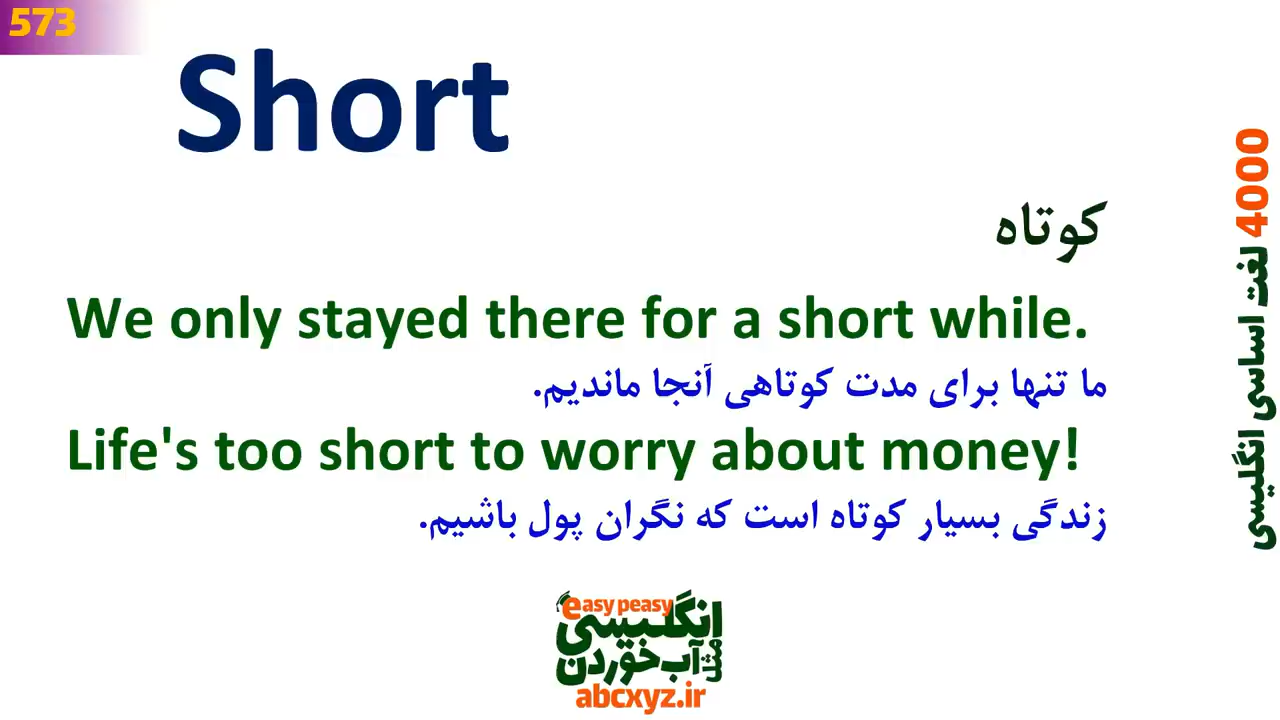 573
Short
کوتاه
We only stayed there for a short while.
ما تنها برای مدت کوتاهی آنجا ماندیم.
Life's too short to worry about money!
زندگی بسیار کوتاه است که نگران پول باشیم.
4000 لغت اساسی انگلیسی
easy peasy
انگلیسی
مثل آب خوردن
abcxyz.ir